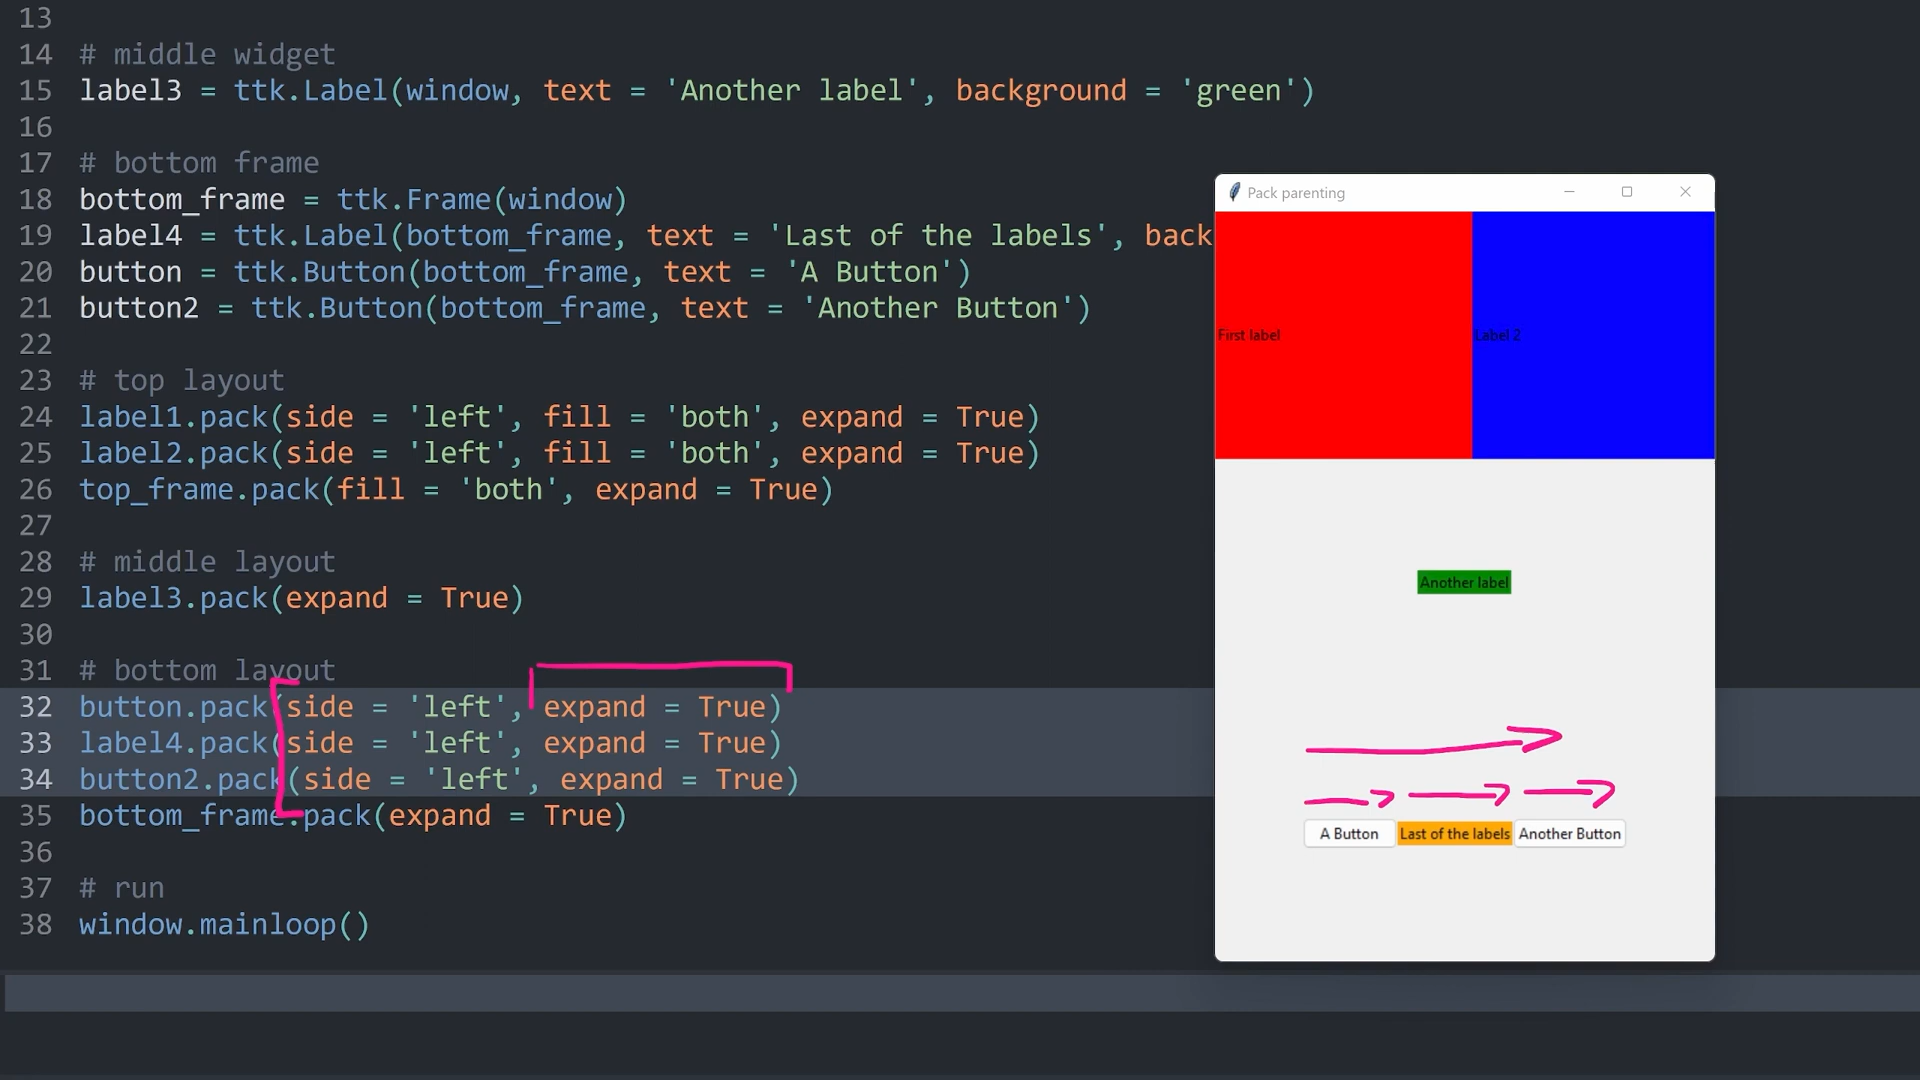 13
14 # middle widget
15 label3 = ttk.Label(window, text = 'Another label', background = 'green')
16
17 # bottom frame
18 bottom_frame = ttk.Frame(window)
19 label4 = ttk.Label(bottom_frame, text = 'Last of the labels', back
20 button = ttk.Button(bottom_frame, text = 'A Button')
21 button2 = ttk.Button(bottom_frame, text = 'Another Button')
22
23 # top layout
24 label1.pack(side = 'left', fill = 'both', expand = True)
25 label2.pack(side = 'left', fill = 'both', expand = True)
26 top_frame.pack(fill = 'both', expand = True)
27
28 # middle layout
29 label3.pack(expand = True)
30
31 # bottom layout
32 button.pack(side = 'left', expand = True)
33 label4.pack(side = 'left', expand = True)
34 button2.pack(side = 'left', expand = True)
35 bottom_frame.pack(expand = True)
36
37 # run
38 window.mainloop()
Pack parenting
First label
Label 2
Another label
A Button
Last of the labels
Another Button